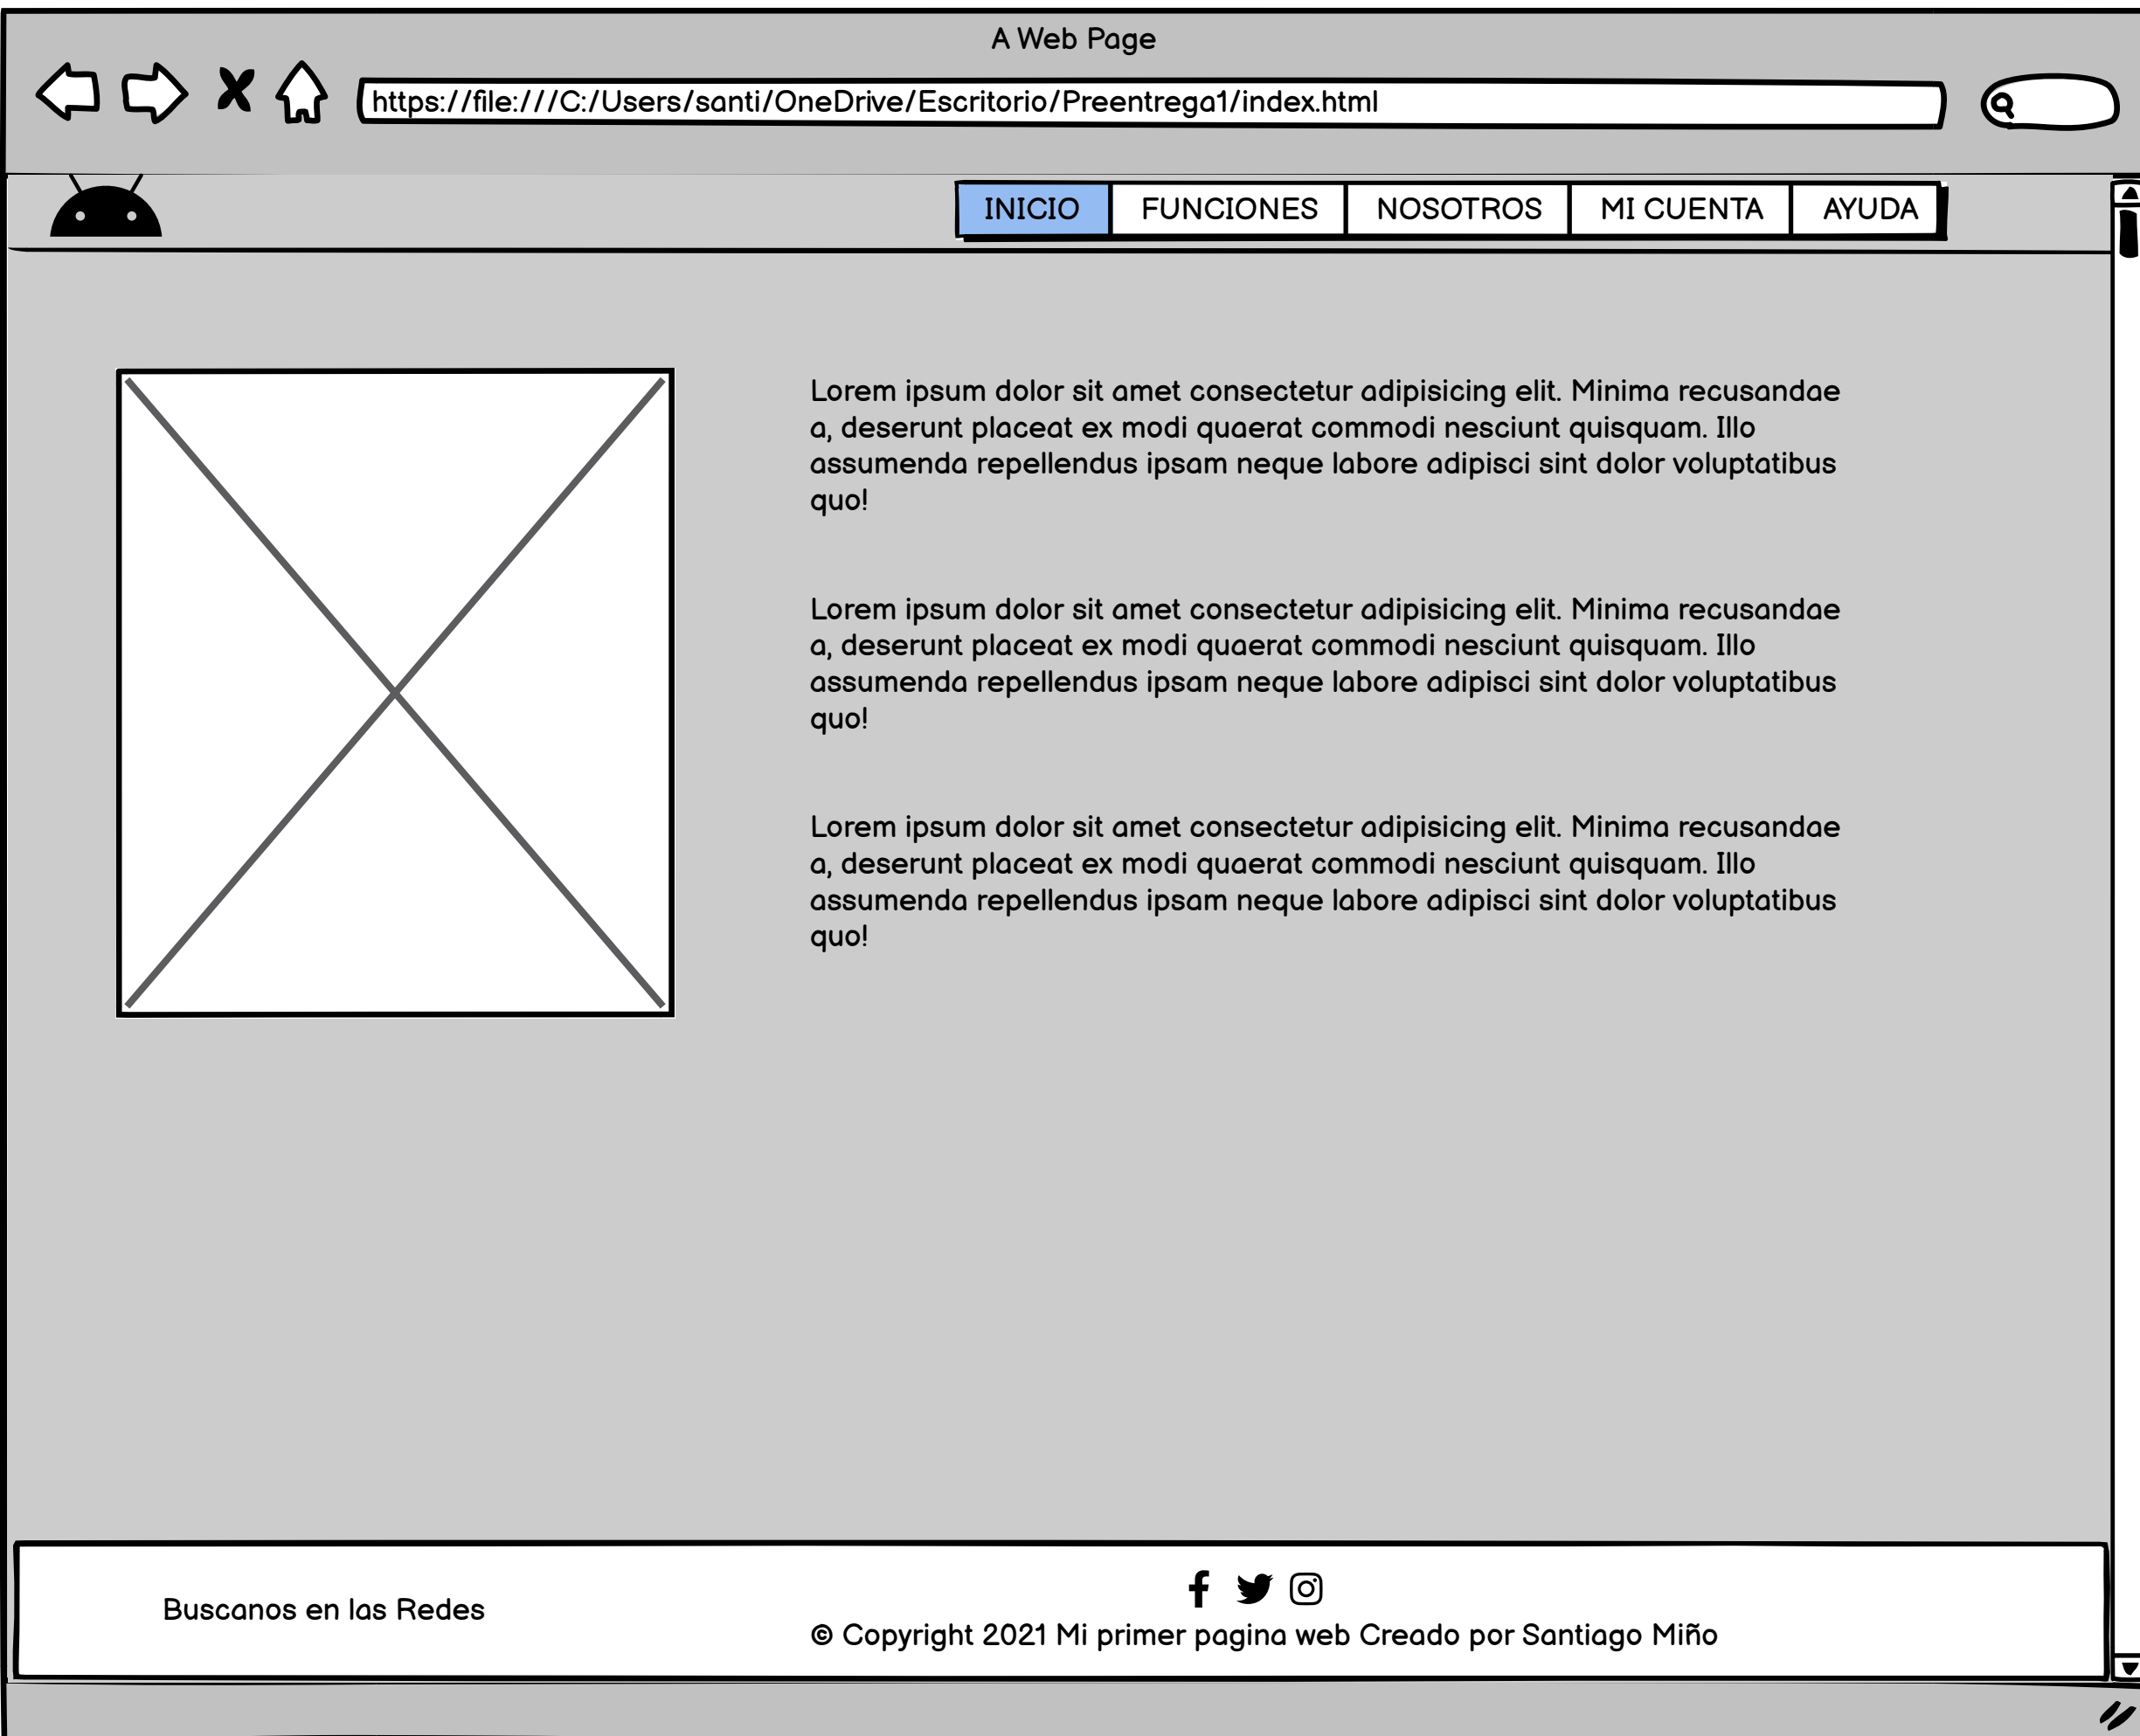 A Web Page
https://file:///C:/Users/santi/OneDrive/Escritorio/Preentrega1/index.html
INICIO FUNCIONES NOSOTROS MI CUENTA AYUDA
Lorem ipsum dolor sit amet consectetur adipisicing elit. Minima recusandae
a, deserunt placeat ex modi quaerat commodi nesciunt quisquam. Illo
assumenda repellendus ipsam neque labore adipisci sint dolor voluptatibus
quo!
Lorem ipsum dolor sit amet consectetur adipisicing elit. Minima recusandae
a, deserunt placeat ex modi quaerat commodi nesciunt quisquam. Illo
assumenda repellendus ipsam neque labore adipisci sint dolor voluptatibus
quo!
Lorem ipsum dolor sit amet consectetur adipisicing elit. Minima recusandae
a, deserunt placeat ex modi quaerat commodi nesciunt quisquam. Illo
assumenda repellendus ipsam neque labore adipisci sint dolor voluptatibus
quo!
Buscanos en las Redes
© Copyright 2021 Mi primer pagina web Creado por Santiago Miño